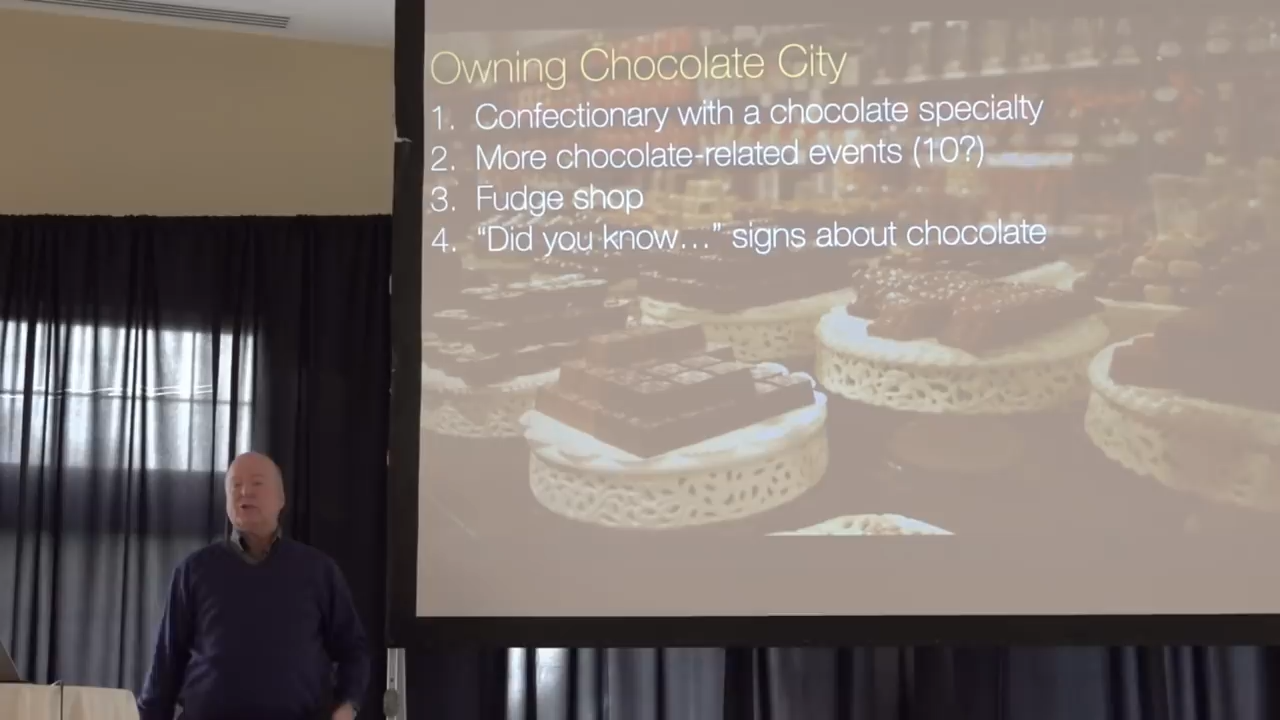 Owning Chocolate City
1. Confectionary with a chocolate specialty
2. More chocolate-related events (10?)
3. Fudge shop
4. “Did you know...” signs about chocolate